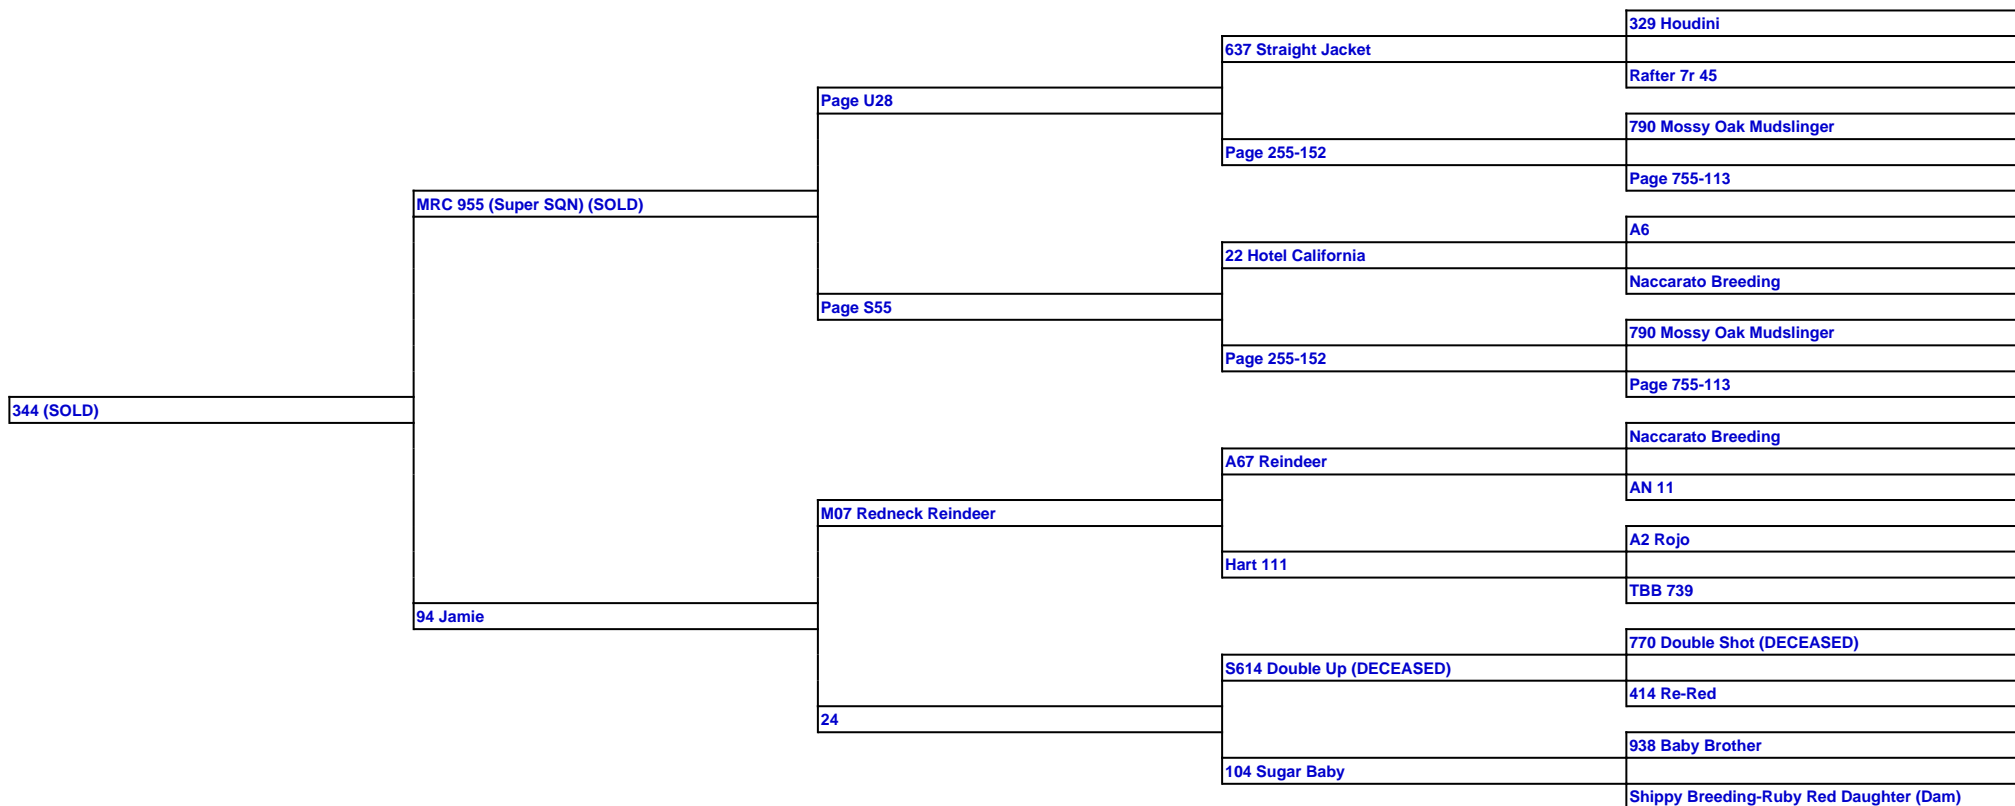 329 Houdini
637 Straight Jacket
Rafter 7r 45
Page U28
790 Mossy Oak Mudslinger
Page 255-152
Page 755-113
MRC 955 (Super SQN) (SOLD)
A6
22 Hotel California
Naccarato Breeding
Page S55
790 Mossy Oak Mudslinger
Page 255-152
Page 755-113
344 (SOLD)
Naccarato Breeding
A67 Reindeer
AN 11
M07 Redneck Reindeer
A2 Rojo
Hart 111
TBB 739
94 Jamie
770 Double Shot (DECEASED)
S614 Double Up (DECEASED)
414 Re-Red
24
938 Baby Brother
104 Sugar Baby
Shippy Breeding-Ruby Red Daughter (Dam)